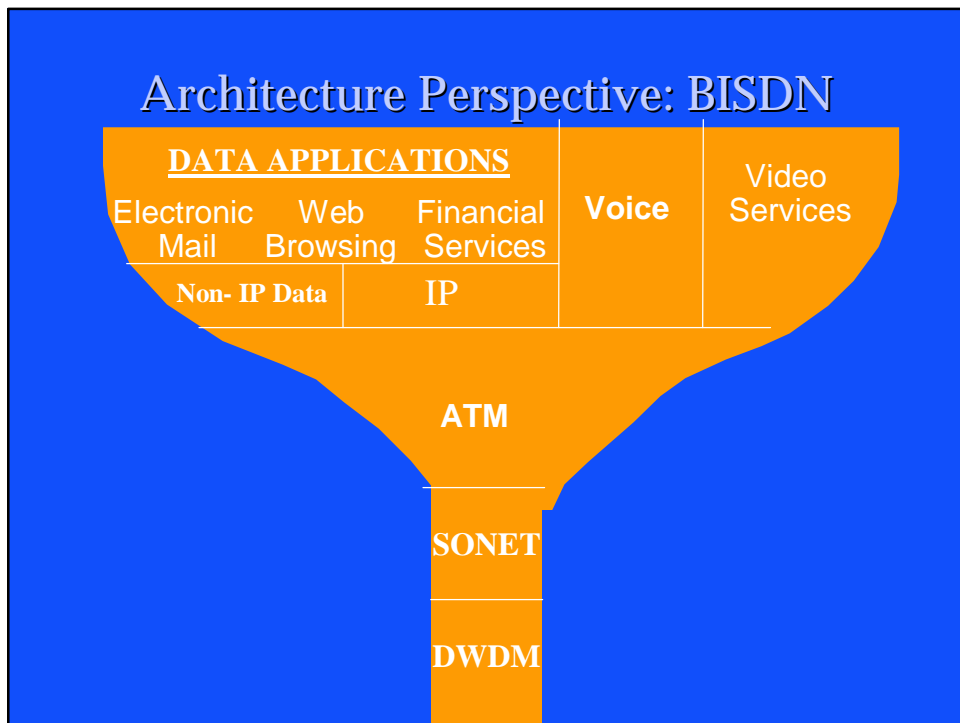 Architecture Perspective: BISDN
DATA APPLICATIONS
Electronic
Mail
Web
Browsing
Financial
Services
Voice
Video
Services
Non- IP Data
IP
ATM
SONET
DWDM